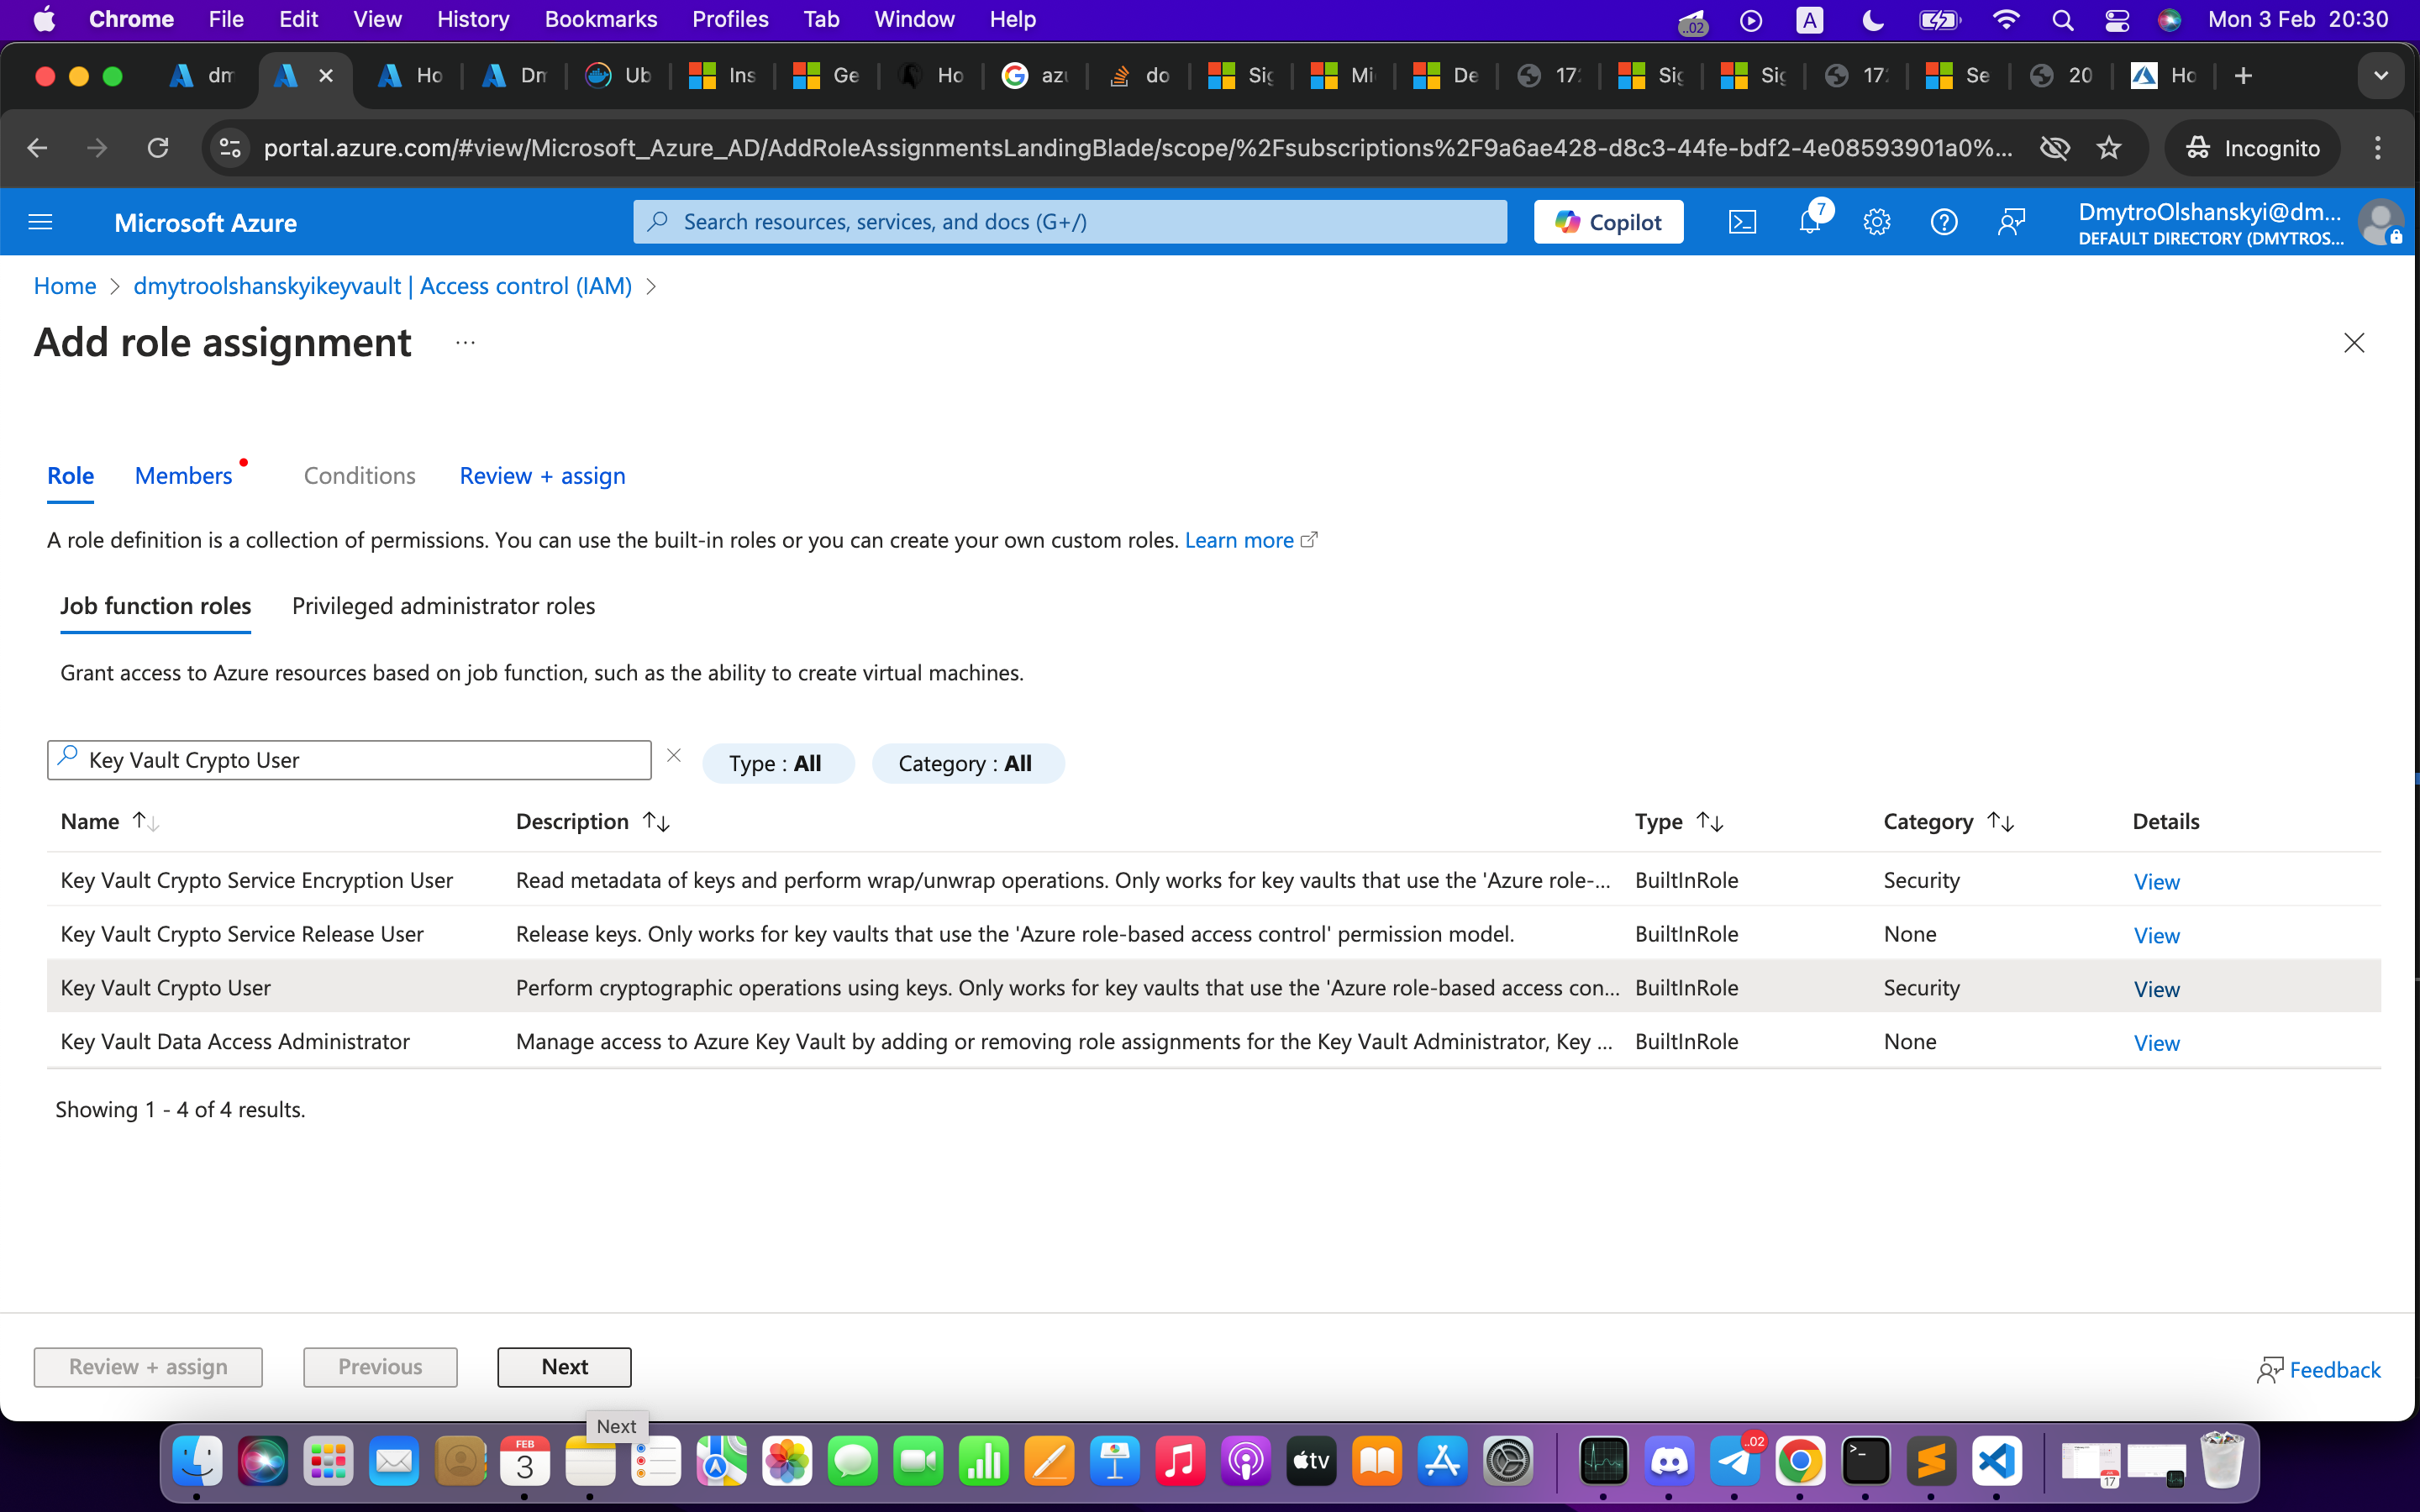 Chrome File Edit View History Bookmarks Profiles Tab Window Help ..02 A Mon 3 Feb 20:30
dm Ho Dm Ub Ins Ge Ho azu do Sig Mi De 17: Sig Sig 17: Se 20 Ho
portal.azure.com/#view/Microsoft_Azure_AD/AddRoleAssignmentsLandingBlade/scope/%2Fsubscriptions%2F9a6ae428-d8c3-44fe-bdf2-4e08593901a0%... Incognito
Microsoft Azure Search resources, services, and docs (G+/) Copilot 7 DmytroOlshanskyi@dm...
DEFAULT DIRECTORY (DMYTROS...
Home > dmytroolshanskyikeyvault | Access control (IAM) >
Add role assignment ...
Role Members Conditions Review + assign
A role definition is a collection of permissions. You can use the built-in roles or you can create your own custom roles. Learn more
Job function roles Privileged administrator roles
Grant access to Azure resources based on job function, such as the ability to create virtual machines.
Key Vault Crypto User Type : All Category : All
Name Description Type Category Details
Key Vault Crypto Service Encryption User Read metadata of keys and perform wrap/unwrap operations. Only works for key vaults that use the 'Azure role-... BuiltInRole Security View
Key Vault Crypto Service Release User Release keys. Only works for key vaults that use the 'Azure role-based access control' permission model. BuiltInRole None View
Key Vault Crypto User Perform cryptographic operations using keys. Only works for key vaults that use the 'Azure role-based access con... BuiltInRole Security View
Key Vault Data Access Administrator Manage access to Azure Key Vault by adding or removing role assignments for the Key Vault Administrator, Key ... BuiltInRole None View
Showing 1 - 4 of 4 results.
Review + assign Previous Next Feedback
Next
FEB
3 tv ..02 17